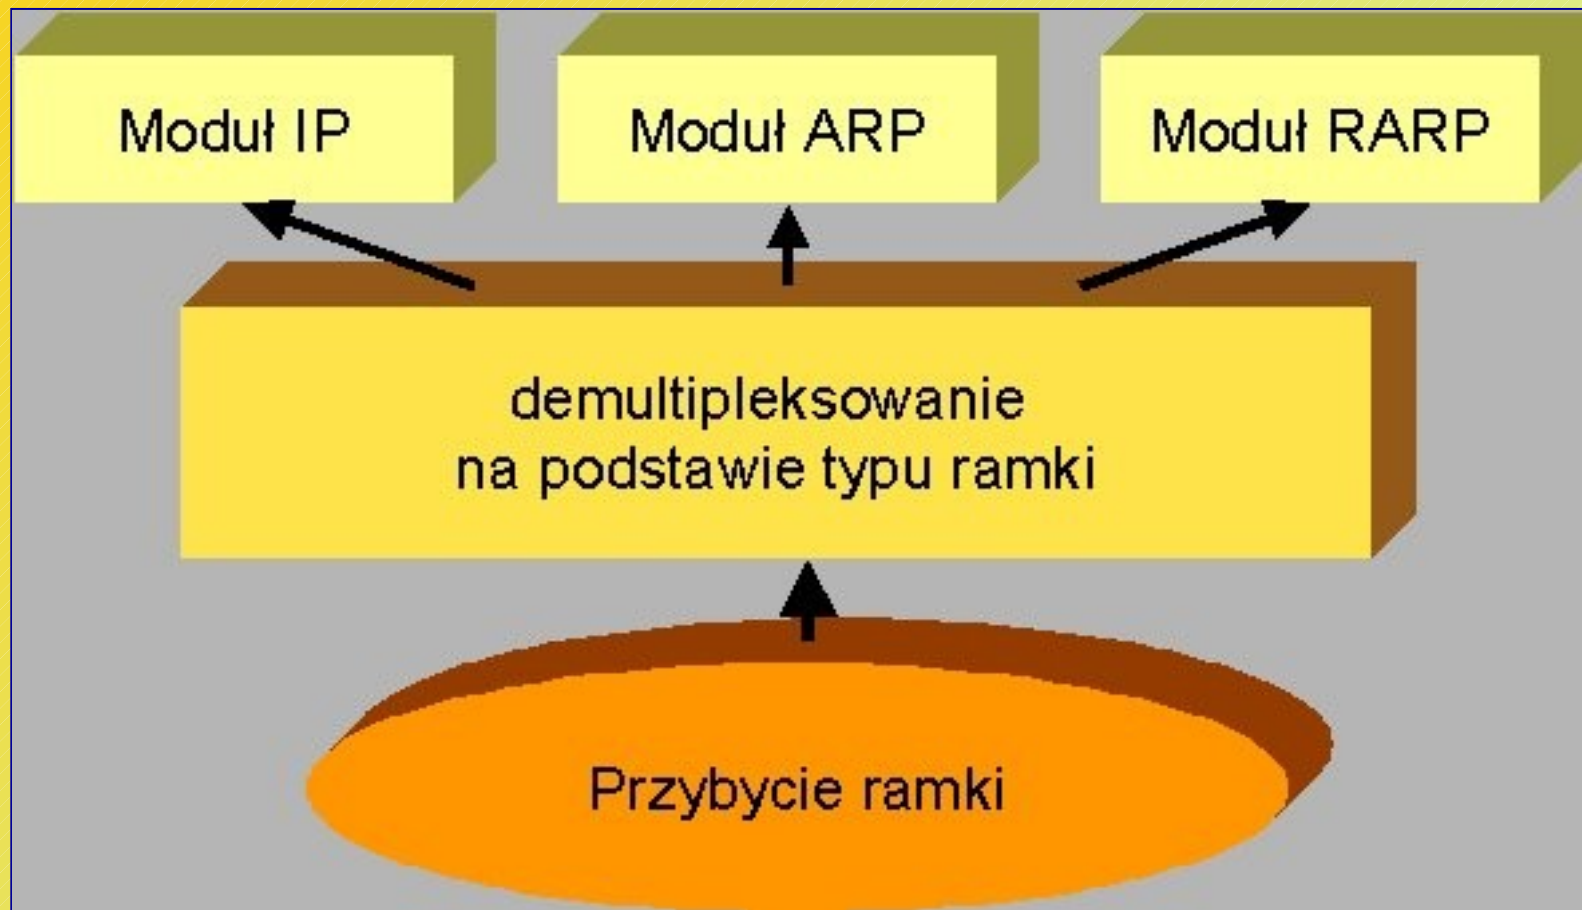 Moduł IP
Moduł ARP
Moduł RARP
demultipleksowanie
na podstawie typu ramki
Przybycie ramki